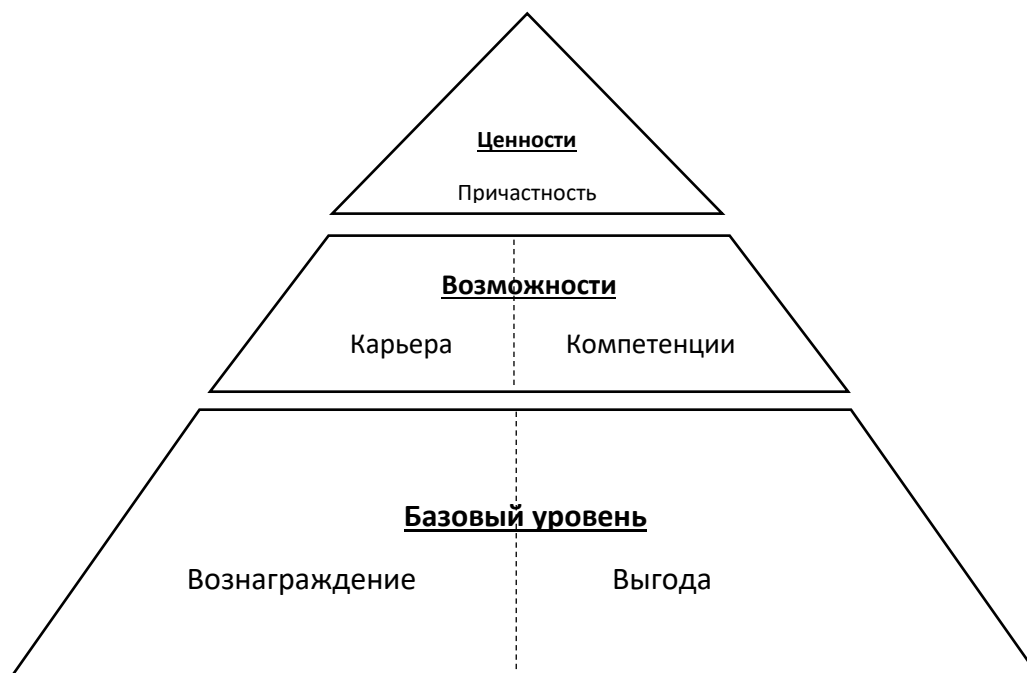 Ценности
Причастность
Возможности
Карьера Компетенции
Базовый уровень
Вознаграждение Выгода